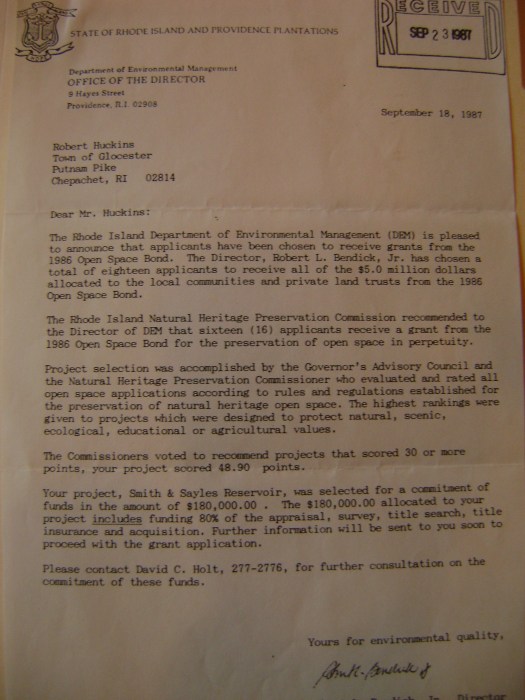 RECEIVED
SEP 23 1987
STATE OF RHODE ISLAND AND PROVIDENCE PLANTATIONS
Department of Environmental Management
OFFICE OF THE DIRECTOR
9 Hayes Street
Providence, R.I. 02908
September 18, 1987
Robert Huckins
Town of Glocester
Putnam Pike
Chepachet, RI 02814
Dear Mr. Huckins:
The Rhode Island Department of Environmental Management (DEM) is pleased
to announce that applicants have been chosen to receive grants from the
1986 Open Space Bond. The Director, Robert L. Bendick, Jr. has chosen a
total of eighteen applicants to receive all of the $5.0 million dollars
allocated to the local communities and private land trusts from the 1986
Open Space Bond.
The Rhode Island Natural Heritage Preservation Commission recommended to
the Director of DEM that sixteen (16) applicants receive a grant from the
1986 Open Space Bond for the preservation of open space in perpetuity.
Project selection was accomplished by the Governor's Advisory Council and
the Natural Heritage Preservation Commissioner who evaluated and rated all
open space applications according to rules and regulations established for
the preservation of natural heritage open space. The highest rankings were
given to projects which were designed to protect natural, scenic,
ecological, educational or agricultural values.
The Commissioners voted to recommend projects that scored 30 or more
points, your project scored 48.90 points.
Your project, Smith & Sayles Reservoir, was selected for a commitment of
funds in the amount of $180,000.00 . The $180,000.00 allocated to your
project includes funding 80% of the appraisal, survey, title search, title
insurance and acquisition. Further information will be sent to you soon to
proceed with the grant application.
Please contact David C. Holt, 277-2776, for further consultation on the
commitment of these funds.
Yours for environmental quality,